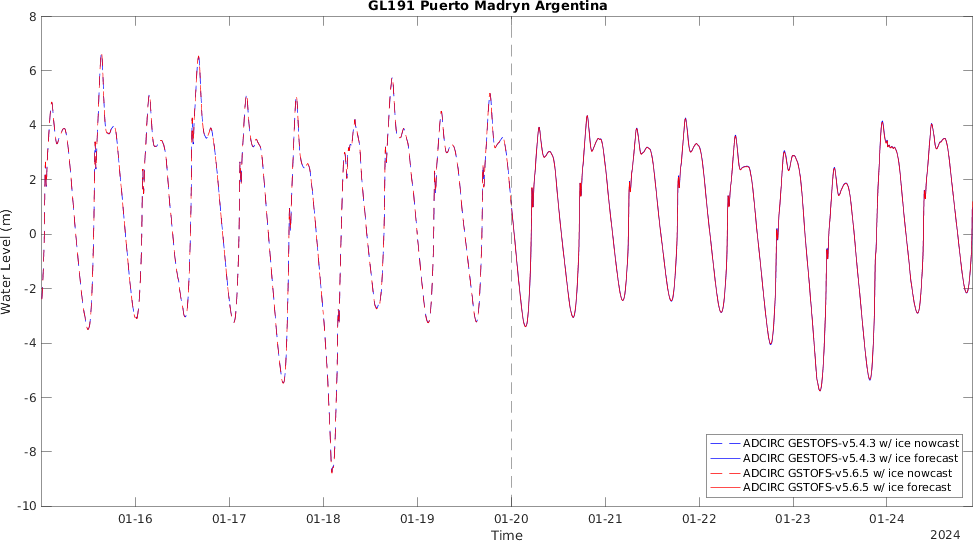 GL191 Puerto Madryn Argentina
8
6
4
2
0
-2
-4
-6
-8
-10
Water Level (m)
01-16 01-17 01-18 01-19 01-20 01-21 01-22 01-23 01-24
Time
2024
ADCIRC GESTOFS-v5.4.3 w/ ice nowcast
ADCIRC GESTOFS-v5.4.3 w/ ice forecast
ADCIRC GSTOFS-v5.6.5 w/ ice nowcast
ADCIRC GSTOFS-v5.6.5 w/ ice forecast